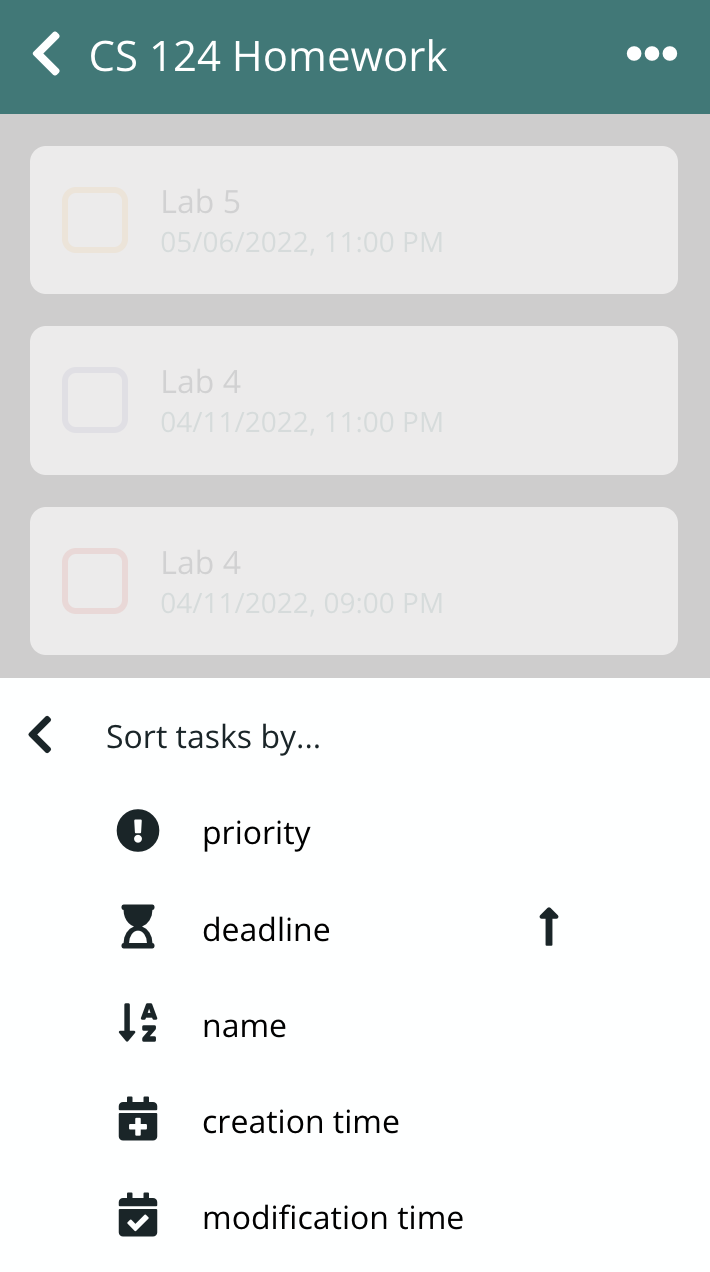 CS 124 Homework
Lab 5
05/06/2022, 11:00 PM
Lab 4
04/11/2022, 11:00 PM
Lab 4
04/11/2022, 09:00 PM
Sort tasks by...
priority
deadline
name
creation time
modification time